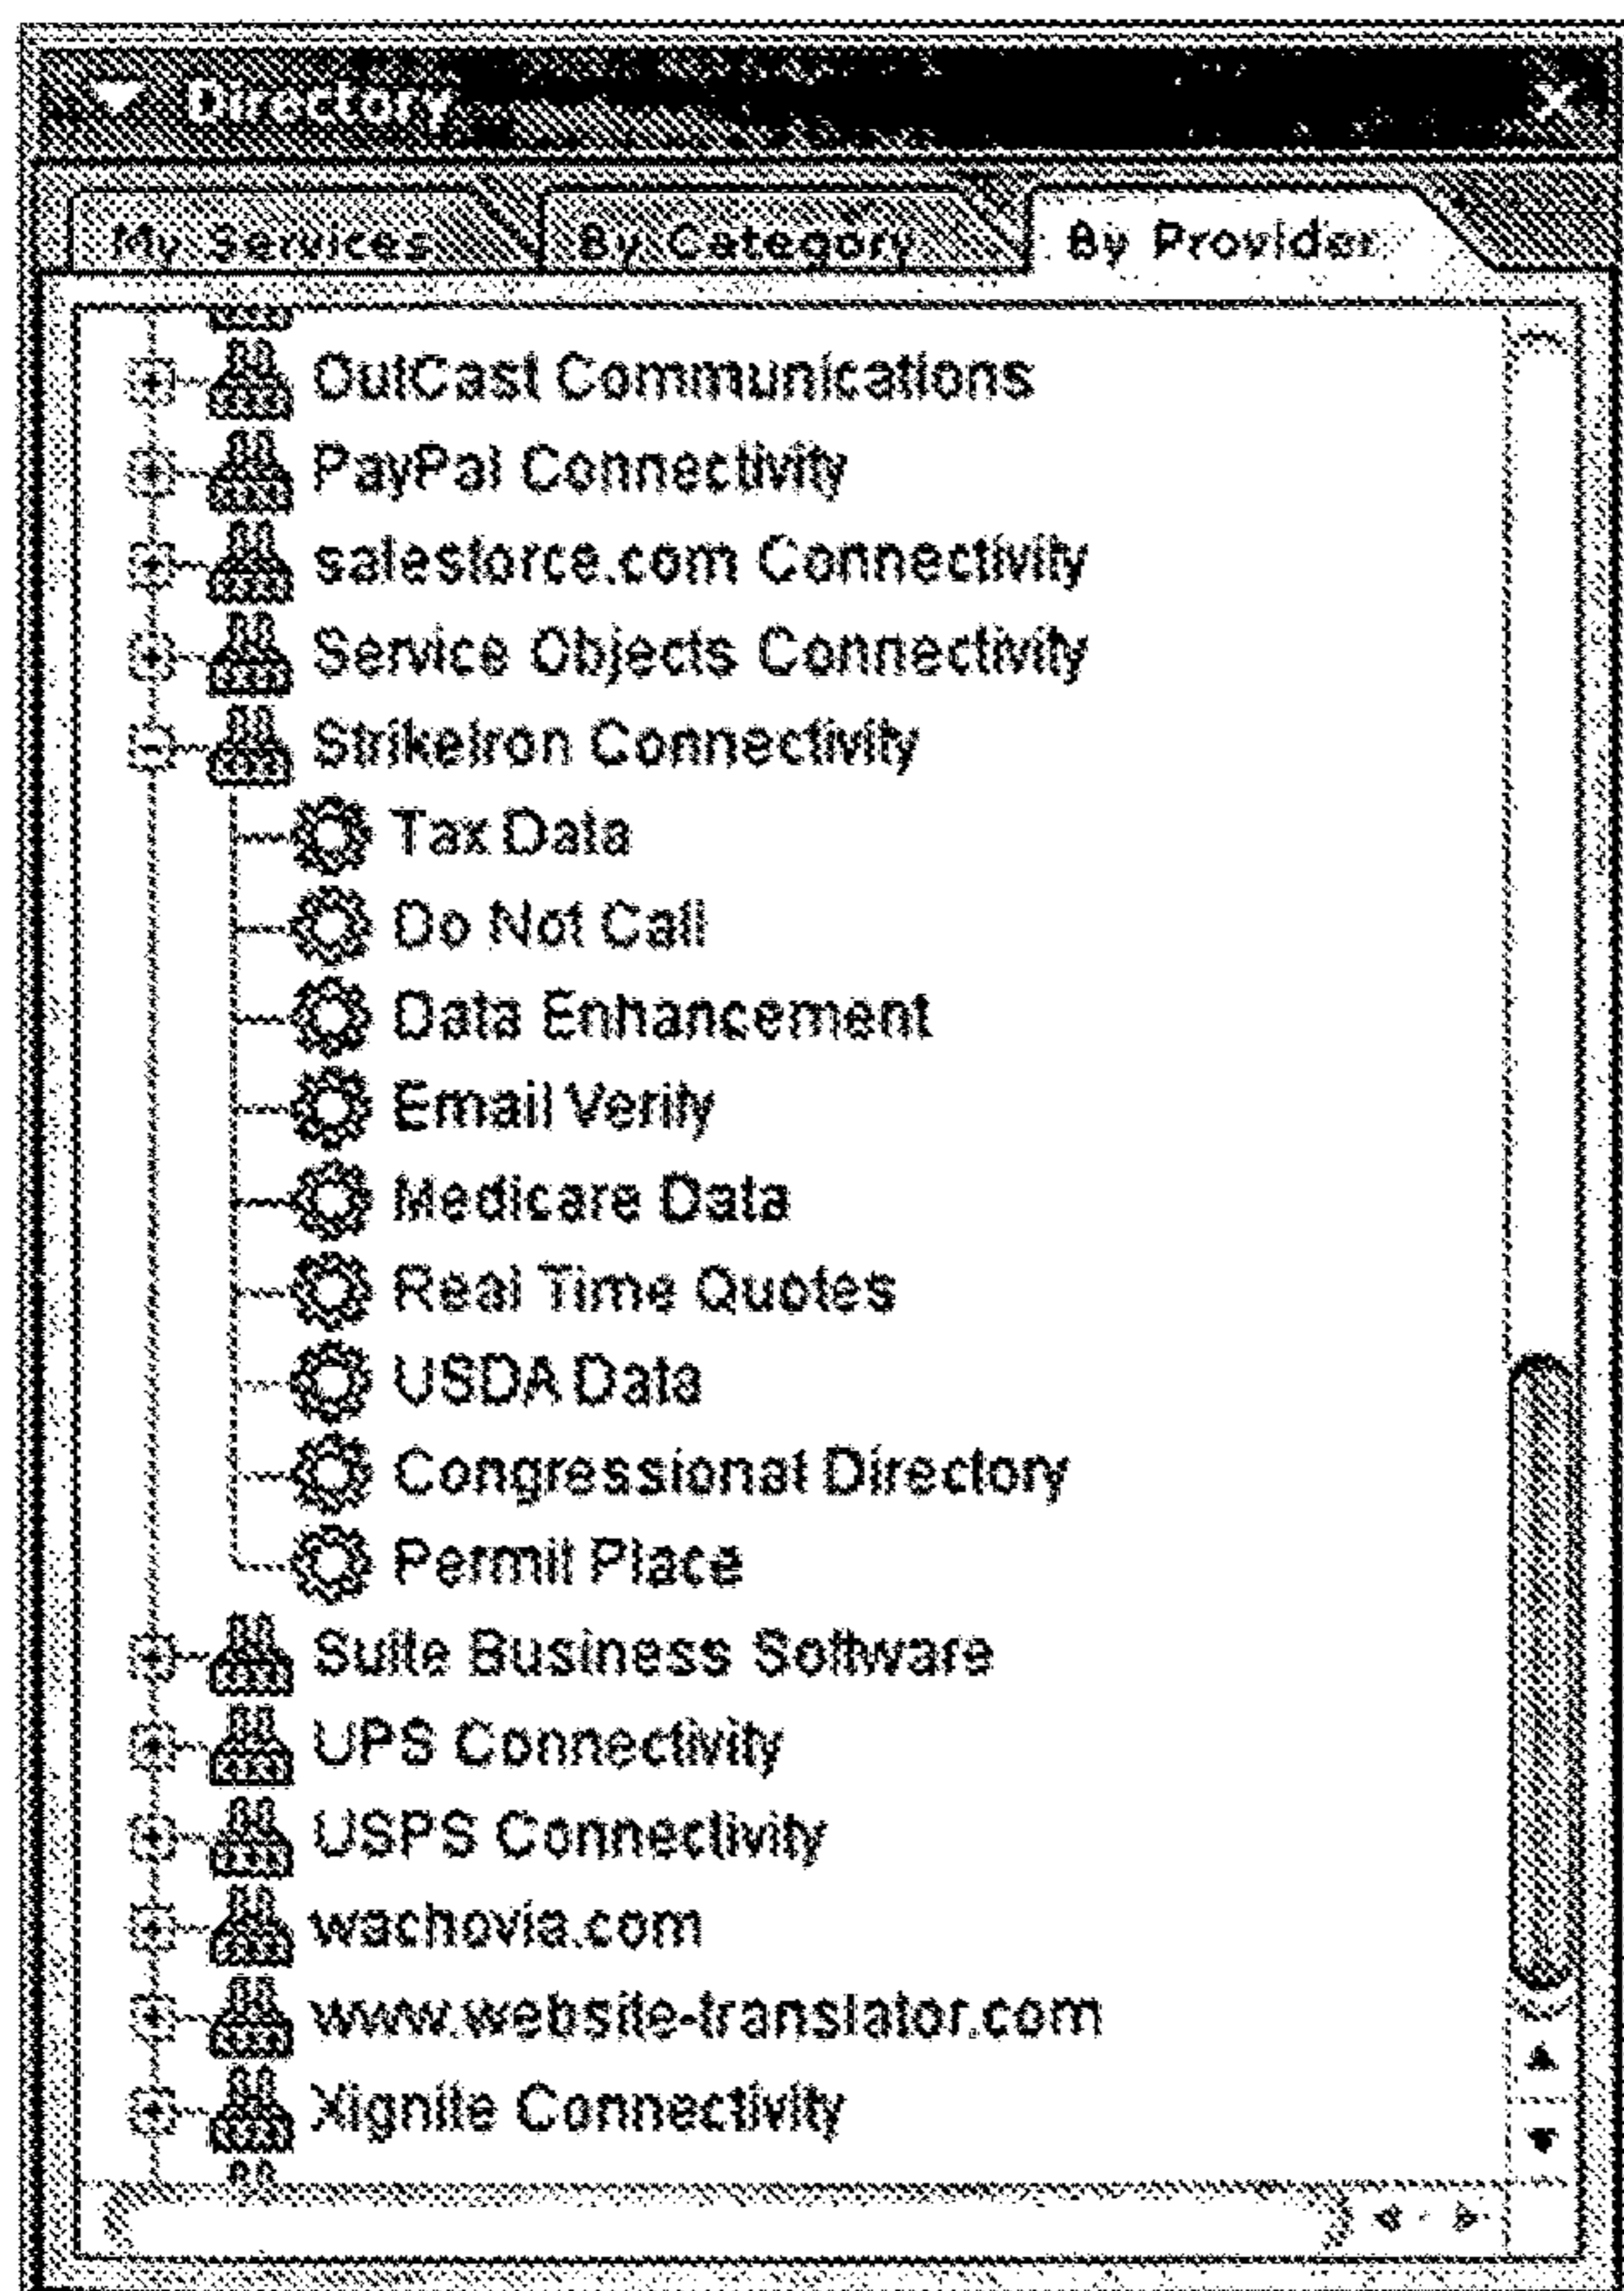 Directory
My Services By Category By Provider
OutCast Communications
PayPal Connectivity
salesforce.com Connectivity
Service Objects Connectivity
StrikeIron Connectivity
Tax Data
Do Not Call
Data Enhancement
Email Verify
Medicare Data
Real Time Quotes
USDA Data
Congressional Directory
Permit Place
Suite Business Software
UPS Connectivity
USPS Connectivity
wachovia.com
www.website-translator.com
Xignite Connectivity